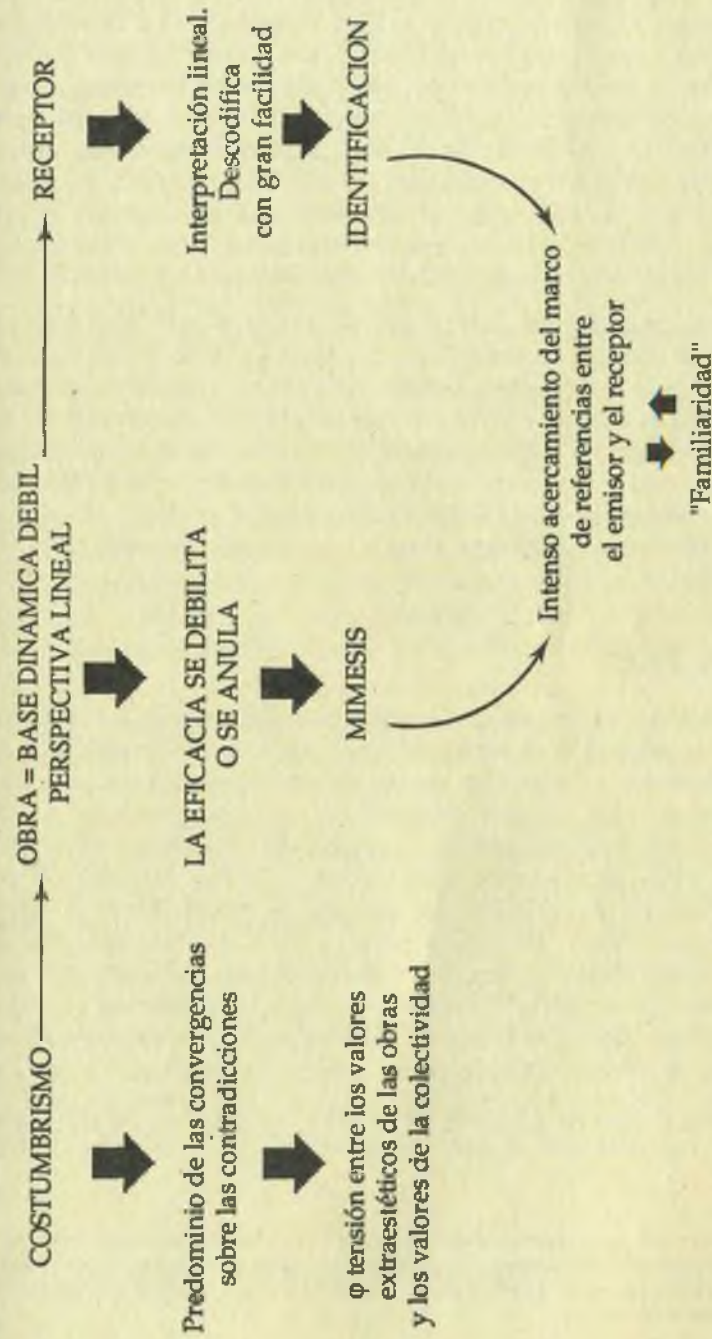 COSTUMBRISMO
OBRA = BASE DINAMICA DEBIL
PERSPECTIVA LINEAL
RECEPTOR
Predominio de las convergencias
sobre las contradicciones
LA EFICACIA SE DEBILITA
O SE ANULA
Interpretación lineal.
Descodifica
con gran facilidad
φ tensión entre los valores
extraestéticos de las obras
y los valores de la colectividad
MIMESIS
IDENTIFICACION
Intenso acercamiento del marco
de referencias entre
el emisor y el receptor
"Familiaridad"